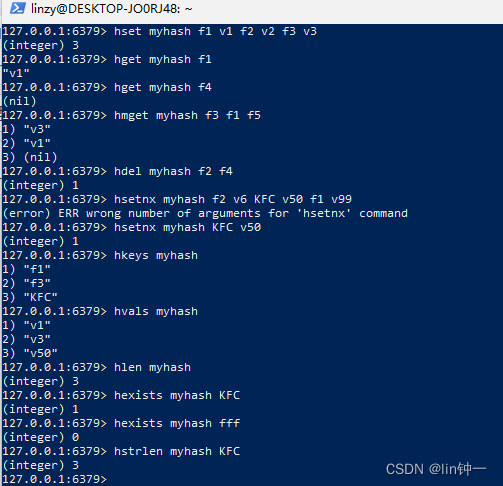 linzy@DESKTOP-JO0RJ48: ~
127.0.0.1:6379> hset myhash f1 v1 f2 v2 f3 v3
(integer) 3
127.0.0.1:6379> hget myhash f1
"v1"
127.0.0.1:6379> hget myhash f4
(nil)
127.0.0.1:6379> hmget myhash f3 f1 f5
1) "v3"
2) "v1"
3) (nil)
127.0.0.1:6379> hdel myhash f2 f4
(integer) 1
127.0.0.1:6379> hsetnx myhash f2 v6 KFC v50 f1 v99
(error) ERR wrong number of arguments for 'hsetnx' command
127.0.0.1:6379> hsetnx myhash KFC v50
(integer) 1
127.0.0.1:6379> hkeys myhash
1) "f1"
2) "f3"
3) "KFC"
127.0.0.1:6379> hvals myhash
1) "v1"
2) "v3"
3) "v50"
127.0.0.1:6379> hlen myhash
(integer) 3
127.0.0.1:6379> hexists myhash KFC
(integer) 1
127.0.0.1:6379> hexists myhash fff
(integer) 0
127.0.0.1:6379> hstrlen myhash KFC
(integer) 3
127.0.0.1:6379>
CSDN @lin钟一